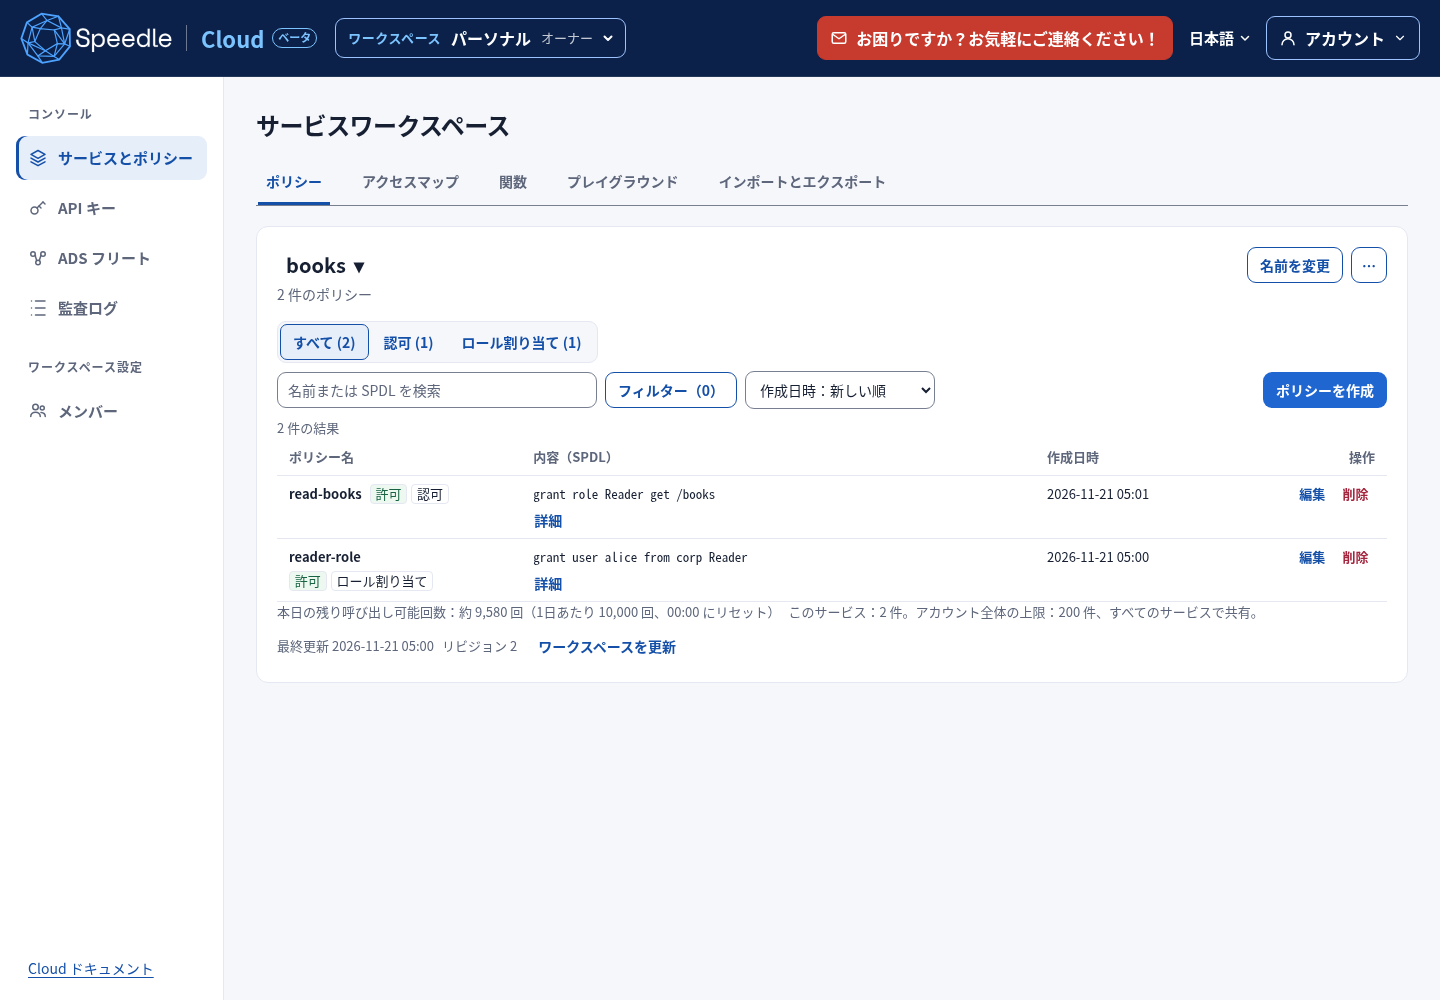 Speedle Cloud ベータ ワークスペース パーソナル オーナー お困りですか？お気軽にご連絡ください！ 日本語 アカウント
コンソール
サービスとポリシー
API キー
ADS フリート
監査ログ
ワークスペース設定
メンバー
Cloud ドキュメント
サービスワークスペース
ポリシー アクセスマップ 関数 プレイグラウンド インポートとエクスポート
books ▼ 名前を変更 …
2 件のポリシー
すべて (2) 認可 (1) ロール割り当て (1)
名前または SPDL を検索 フィルター（0） 作成日時：新しい順 ポリシーを作成
2 件の結果
ポリシー名 内容（SPDL） 作成日時 操作
read-books 許可 認可 grant role Reader get /books 2026-11-21 05:01 編集 削除
詳細
reader-role grant user alice from corp Reader 2026-11-21 05:00 編集 削除
許可 ロール割り当て 詳細
本日の残り呼び出し可能回数：約 9,580 回（1日あたり 10,000 回、00:00 にリセット） このサービス：2 件。アカウント全体の上限：200 件、すべてのサービスで共有。
最終更新 2026-11-21 05:00 リビジョン 2 ワークスペースを更新